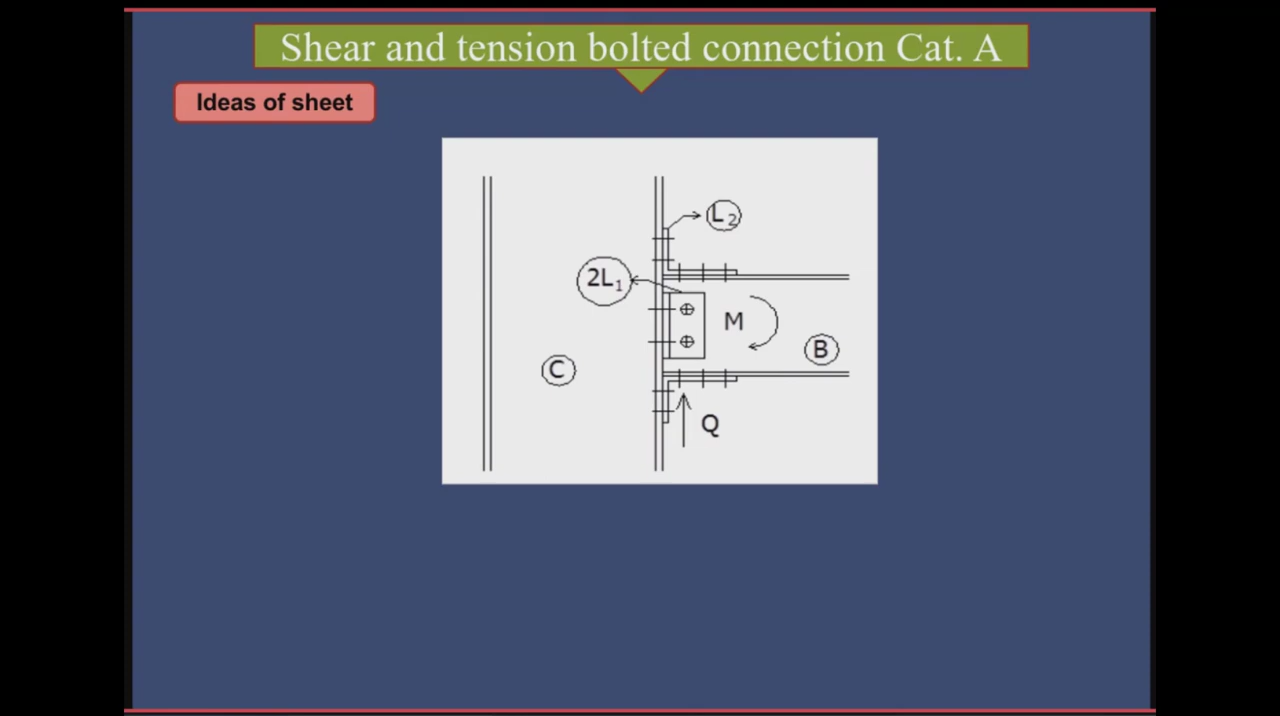 Shear and tension bolted connection Cat. A
Ideas of sheet
L2
2L1
M
B
C
Q